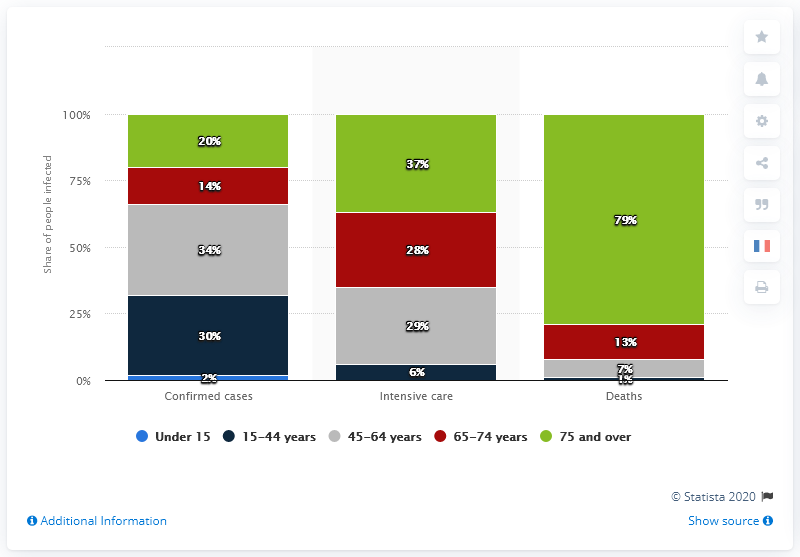 100%
75%
50%
25%
0%
Share of people infected
20%
14%
34%
30%
2%
37%
28%
29%
6%
79%
13%
7%
1%
Confirmed cases
Intensive care
Deaths
Under 15
15–44 years
45–64 years
65–74 years
75 and over
© Statista 2020
Additional Information
Show source